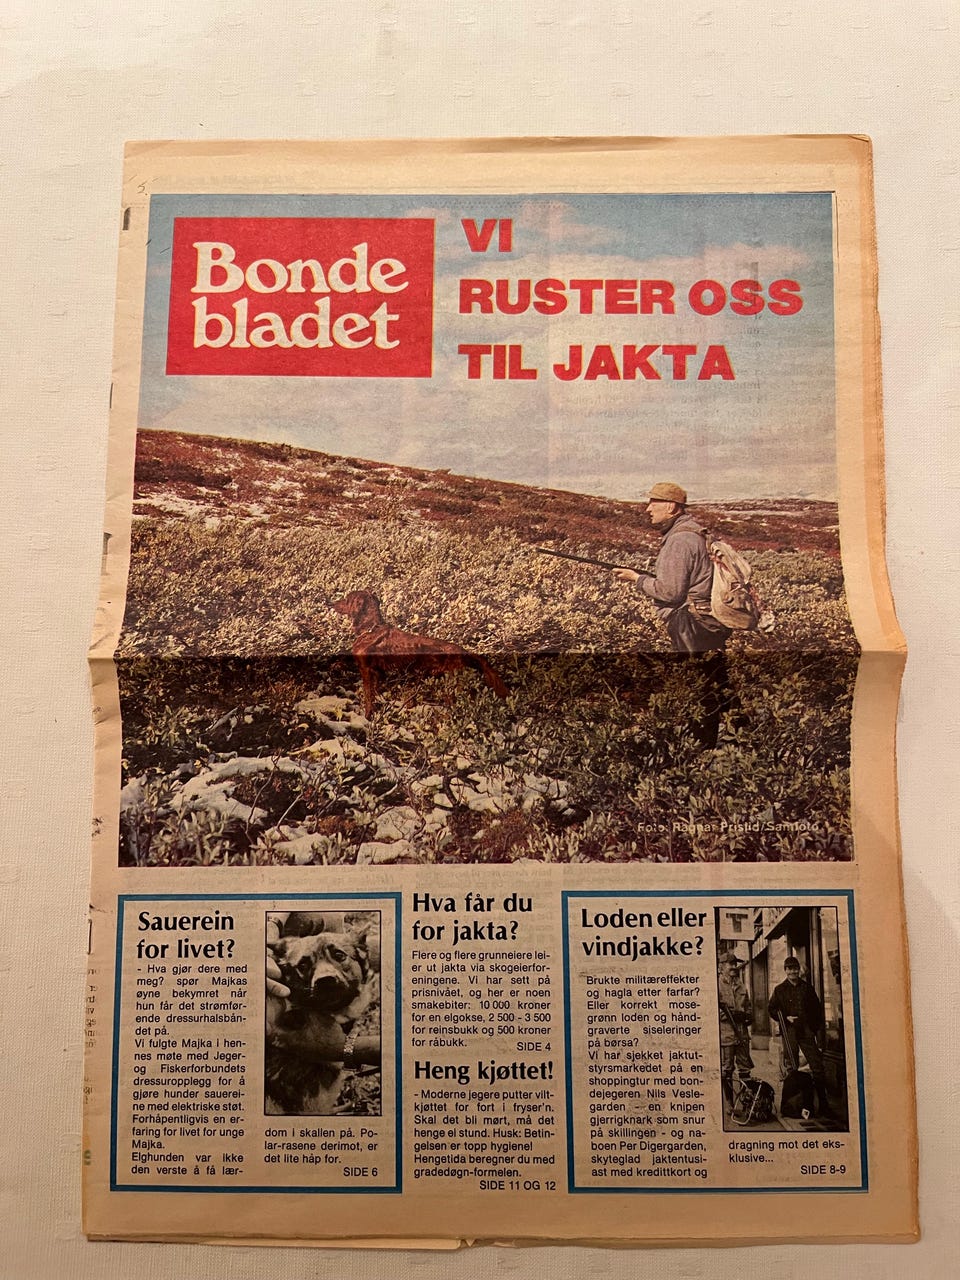 5.
Bonde
bladet
VI
RUSTER OSS
TIL JAKTA
Foto: Ragnar Frislid/Samfoto
Sauerein
for livet?
- Hva gjør dere med
meg? spør Majkas
øyne bekymret når
hun får det strømfør-
ende dressurhalsbån-
det på.
Vi fulgte Majka i hen-
nes møte med Jeger-
og Fiskerforbundets
dressuropplegg for å
gjøre hunder sauerei-
ne med elektriske støt.
Forhåpentligvis en er-
faring for livet for unge
Majka.
Elghunden var ikke
den verste å få lær-
dom i skallen på. Po-
lar-rasene derimot, er
det lite håp for.
SIDE 6
Hva får du
for jakta?
Flere og flere grunneiere lei-
er ut jakta via skogeierfor-
eningene. Vi har sett på
prisnivået, og her er noen
smakebiter: 10 000 kroner
for en elgokse, 2 500 - 3 500
for reinsbukk og 500 kroner
for råbukk.
SIDE 4
Heng kjøttet!
- Moderne jegere putter vilt-
kjøttet for fort i fryser'n.
Skal det bli mørt, må det
henge ei stund. Husk: Betin-
gelsen er topp hygiene!
Hengetida beregner du med
gradedøgn-formelen.
SIDE 11 OG 12
Loden eller
vindjakke?
Brukte militæreffekter
og hagla etter farfar?
Eller korrekt mose-
grønn loden og hånd-
graverte siseleringer
på børsa?
Vi har sjekket jaktut-
styrsmarkedet på en
shoppingtur med bon-
dejegeren Nils Vesle-
garden - en knipen
gjerrigknark som snur
på skillingen - og na-
boen Per Digergarden,
skyteglad jaktentusi-
ast med kredittkort og
dragning mot det eks-
klusive...
SIDE 8-9